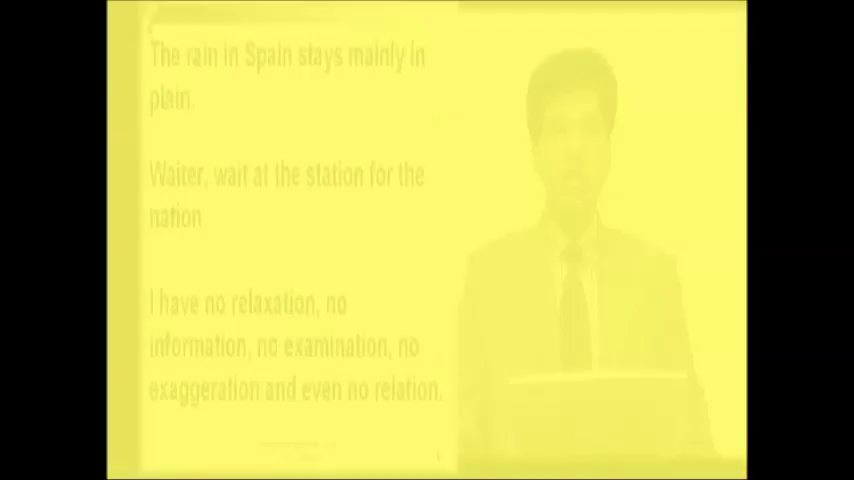 The rain in Spain stays mainly in
plain.
Waiter, wait at the station for the
nation
I have no relaxation, no
information, no examination, no
exaggeration and even no relation.